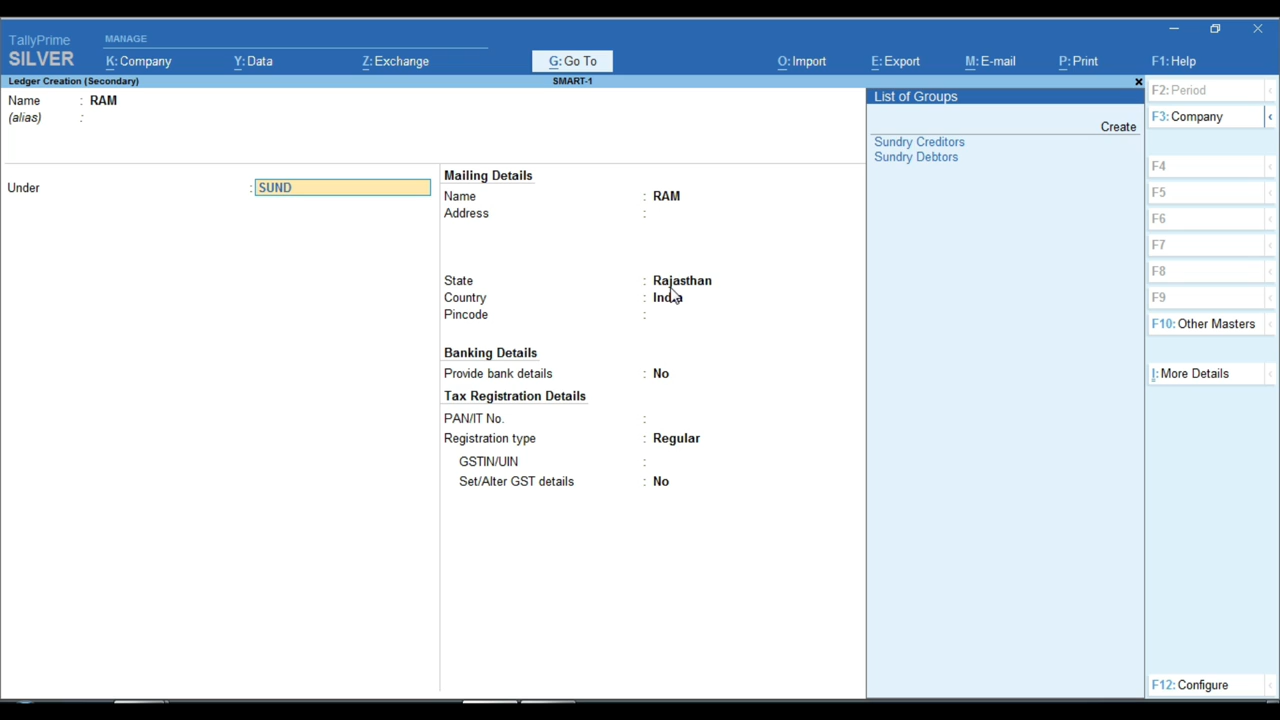 TallyPrime
SILVER
MANAGE
K: Company
Y: Data
Z: Exchange
G: Go To
O: Import
E: Export
M: E-mail
P: Print
F1: Help
Ledger Creation (Secondary)
SMART-1
Name : RAM
(alias) :
Under : SUND
Mailing Details
Name : RAM
Address :
State : Rajasthan
Country : India
Pincode :
Banking Details
Provide bank details : No
Tax Registration Details
PAN/IT No. :
Registration type : Regular
GSTIN/UIN :
Set/Alter GST details : No
List of Groups
Create
Sundry Creditors
Sundry Debtors
F2: Period
F3: Company
F4
F5
F6
F7
F8
F9
F10: Other Masters
I: More Details
F12: Configure